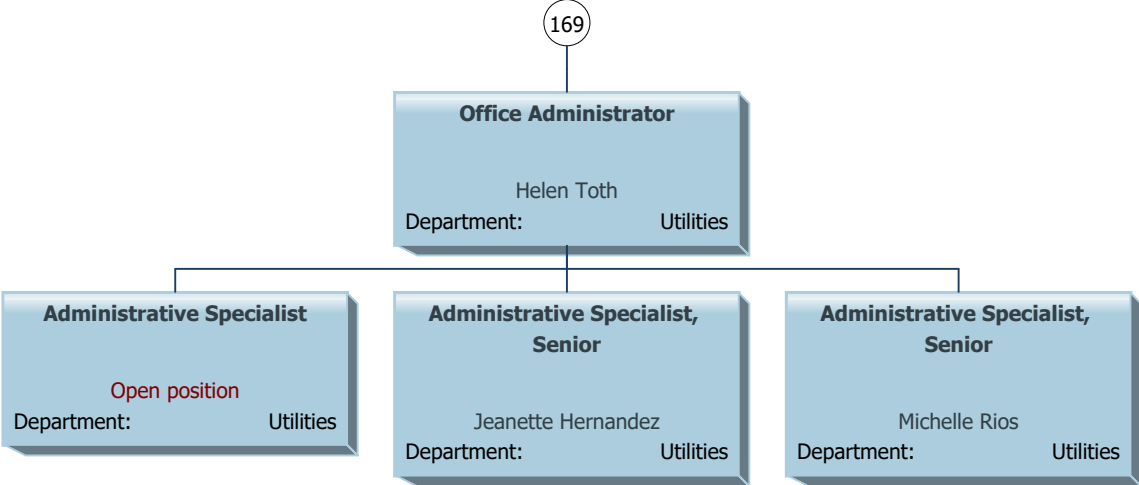 169
Office Administrator
Helen Toth
Department: Utilities
Administrative Specialist
Open position
Department: Utilities
Administrative Specialist,
Senior
Jeanette Hernandez
Department: Utilities
Administrative Specialist,
Senior
Michelle Rios
Department: Utilities